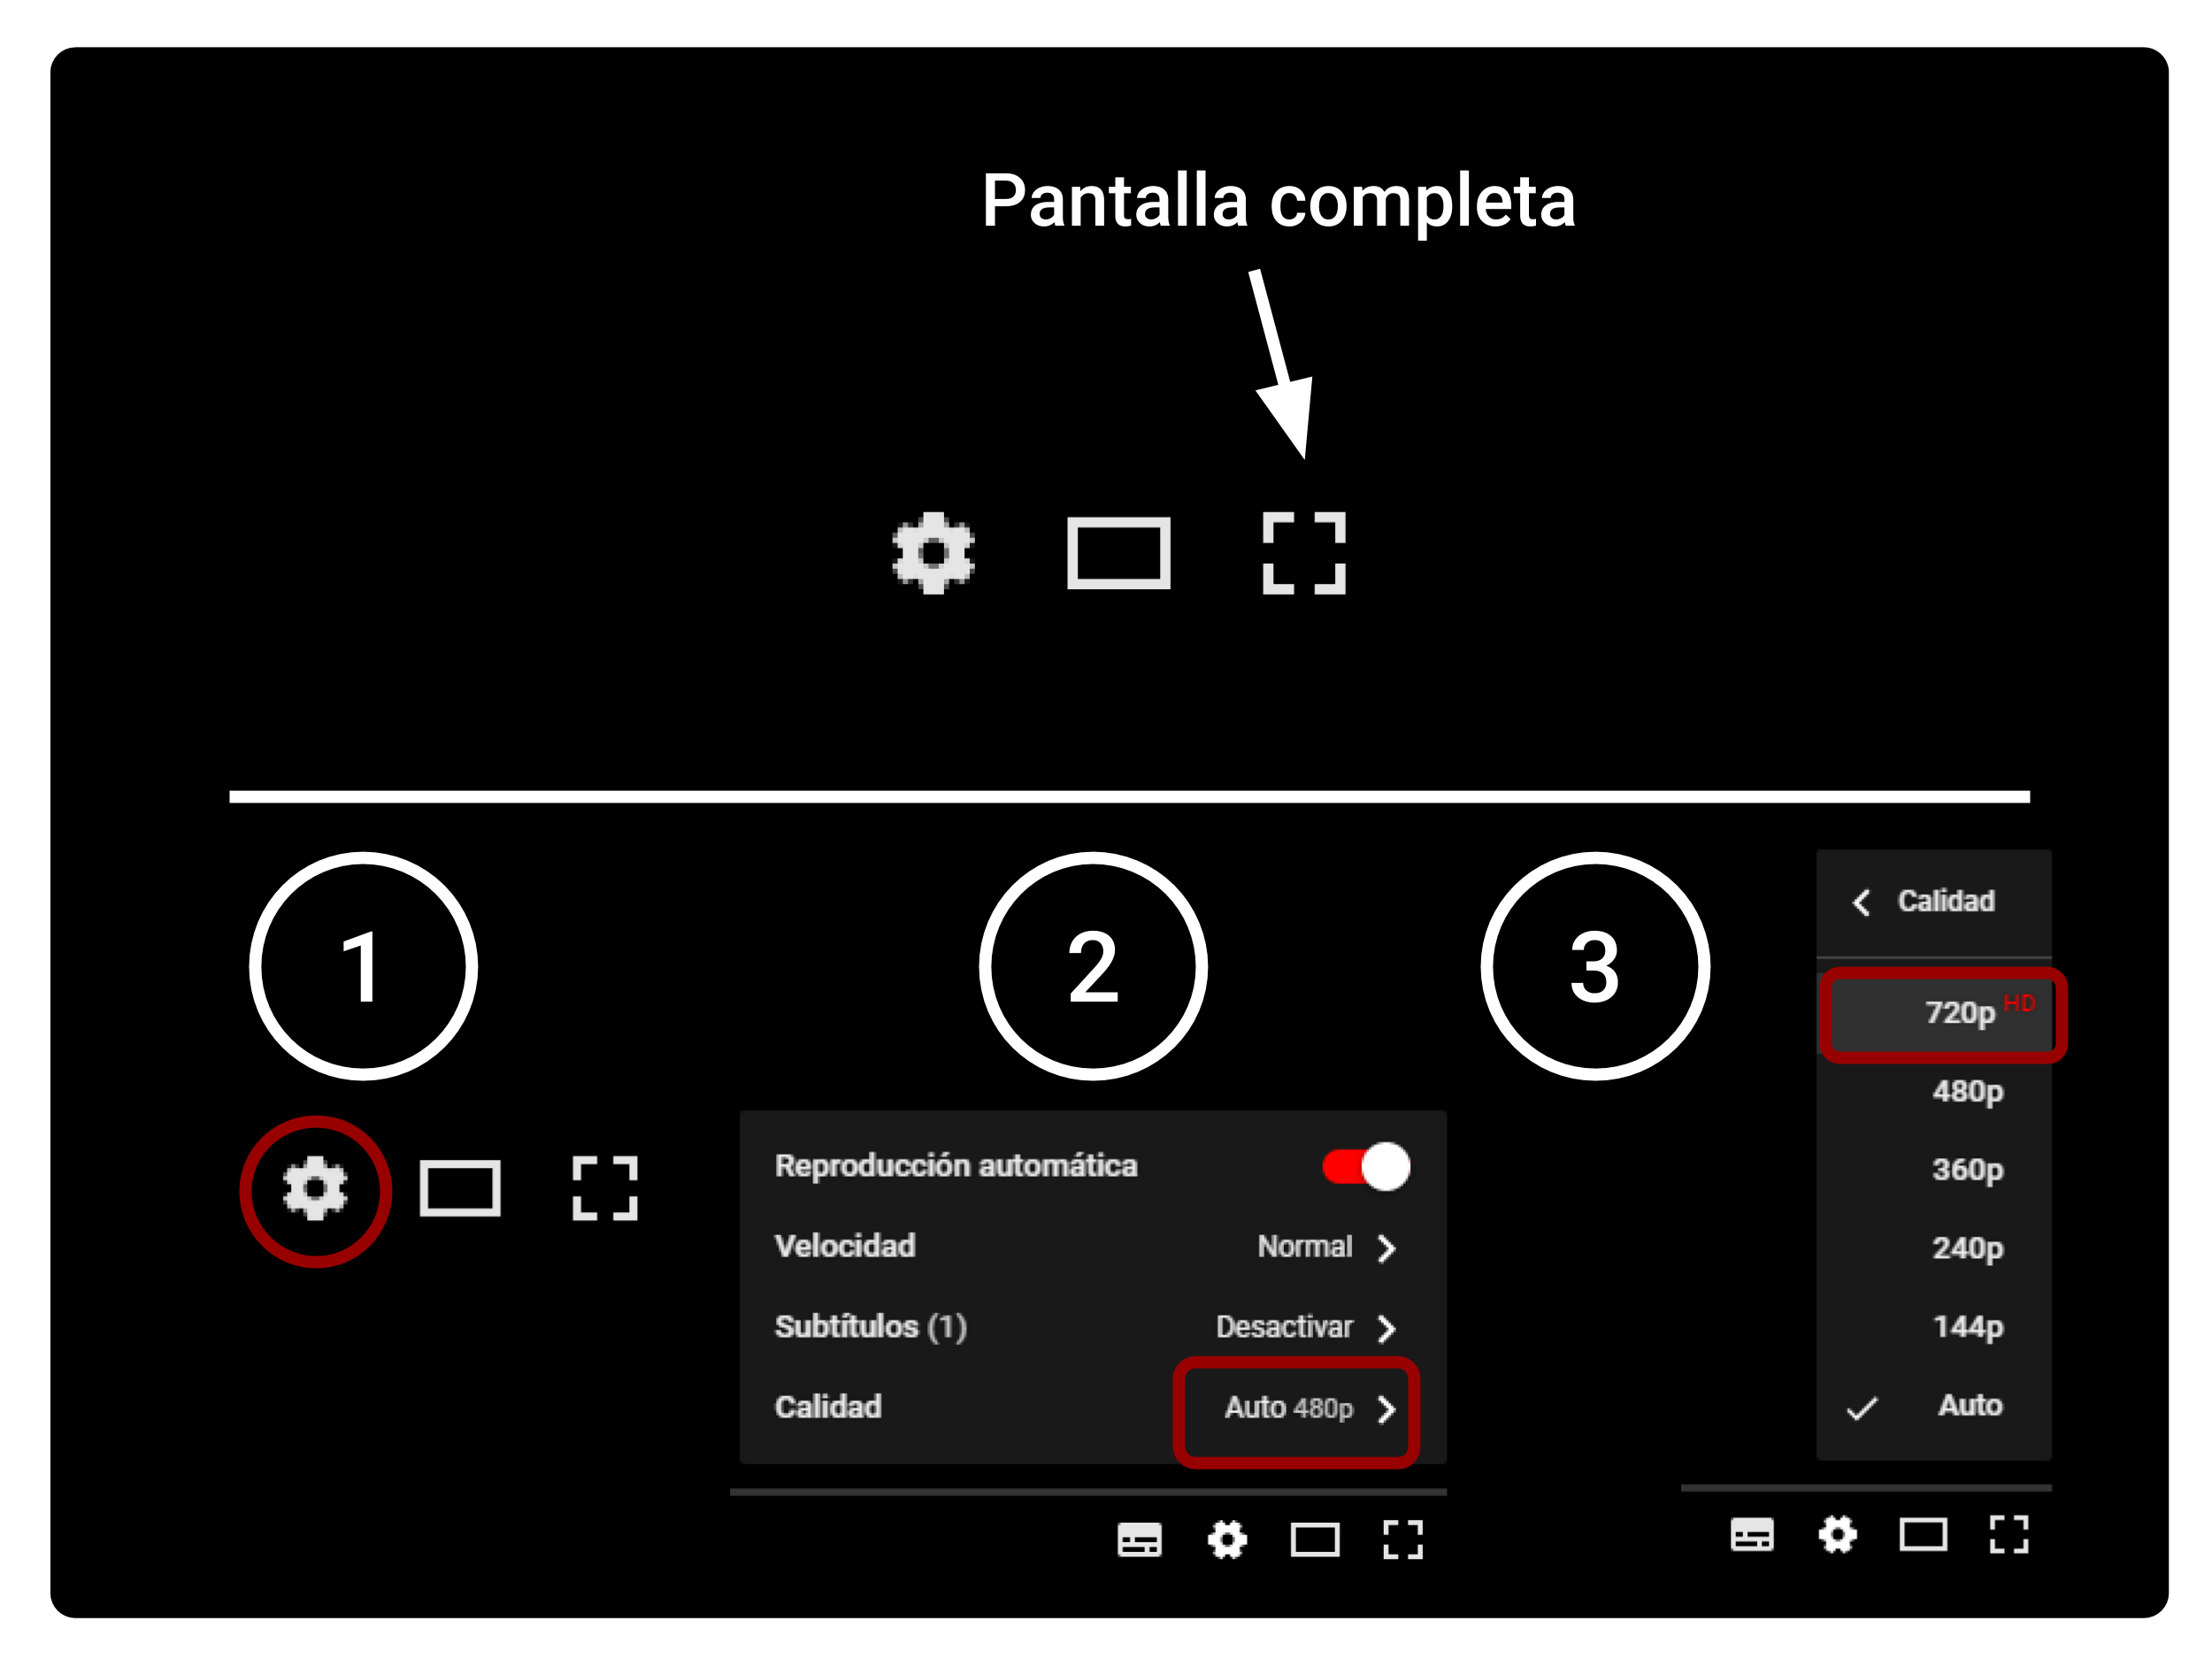 Pantalla completa
1
2
3
Reproducción automática
Velocidad Normal
Subtítulos (1) Desactivar
Calidad Auto 480p
Calidad
720p HD
480p
360p
240p
144p
Auto